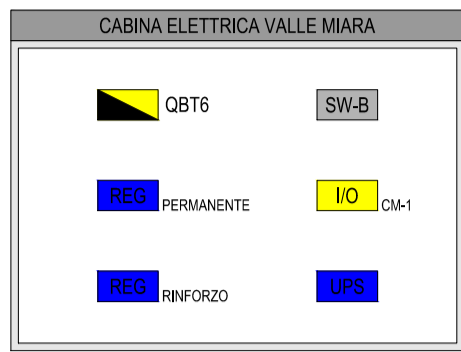 CABINA ELETTRICA VALLE MIARA
QBT6
SW-B
REG PERMANENTE
I/O CM-1
REG RINFORZO
UPS